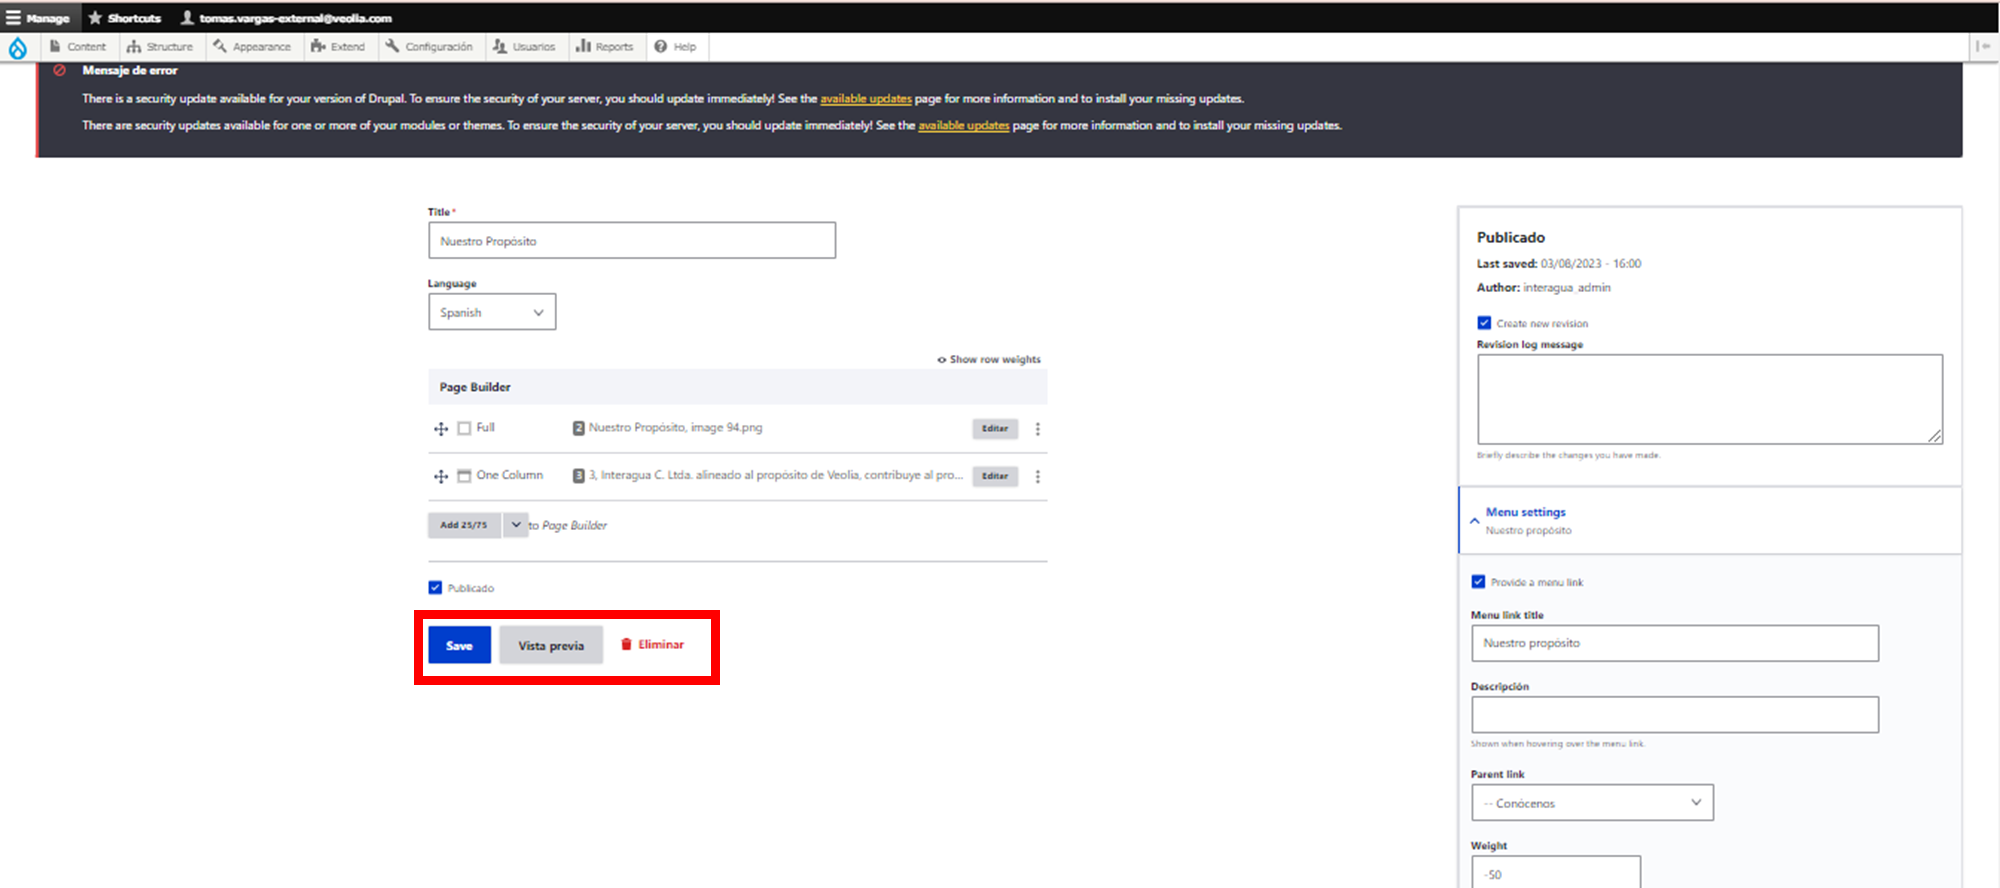 Manage Shortcuts tomas.vargas-external@veolia.com
Content Structure Appearance Extend Configuración Usuarios Reports Help
Mensaje de error
There is a security update available for your version of Drupal. To ensure the security of your server, you should update immediately! See the available updates page for more information and to install your missing updates.
There are security updates available for one or more of your modules or themes. To ensure the security of your server, you should update immediately! See the available updates page for more information and to install your missing updates.
Title *
Nuestro Propósito
Language
Spanish
Show row weights
Page Builder
Full 2 Nuestro Propósito, image 94.png Editar
One Column 3 3, Interagua C. Ltda. alineado al propósito de Veolia, contribuye al pro... Editar
Add 25/75 to Page Builder
Publicado
Save Vista previa Eliminar
Publicado
Last saved: 03/08/2023 - 16:00
Author: interagua_admin
Create new revision
Revision log message
Briefly describe the changes you have made.
Menu settings
Nuestro propósito
Provide a menu link
Menu link title
Nuestro propósito
Descripción
Shown when hovering over the menu link.
Parent link
-- Conócenos
Weight
-50